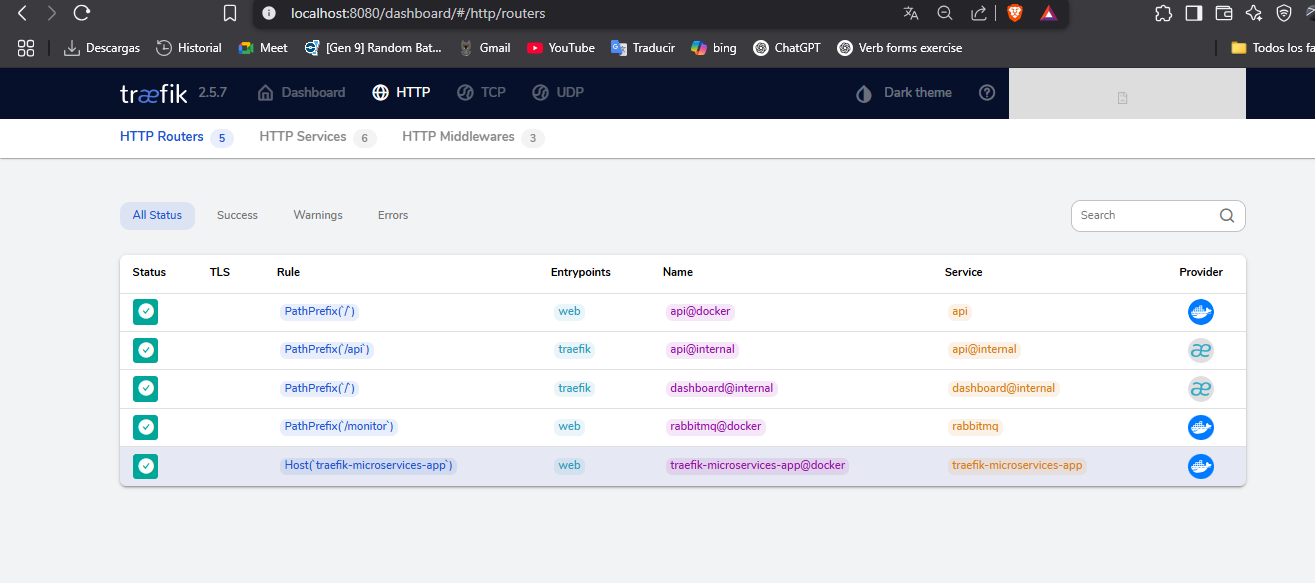 localhost:8080/dashboard/#/http/routers
Descargas Historial Meet [Gen 9] Random Bat... Gmail YouTube Traducir bing ChatGPT Verb forms exercise Todos los fa
træfik 2.5.7 Dashboard HTTP TCP UDP Dark theme
HTTP Routers 5 HTTP Services 6 HTTP Middlewares 3
All Status Success Warnings Errors Search
Status TLS Rule Entrypoints Name Service Provider
PathPrefix(`/`) web api@docker api
PathPrefix(`/api`) traefik api@internal api@internal
PathPrefix(`/`) traefik dashboard@internal dashboard@internal
PathPrefix(`/monitor`) web rabbitmq@docker rabbitmq
Host(`traefik-microservices-app`) web traefik-microservices-app@docker traefik-microservices-app